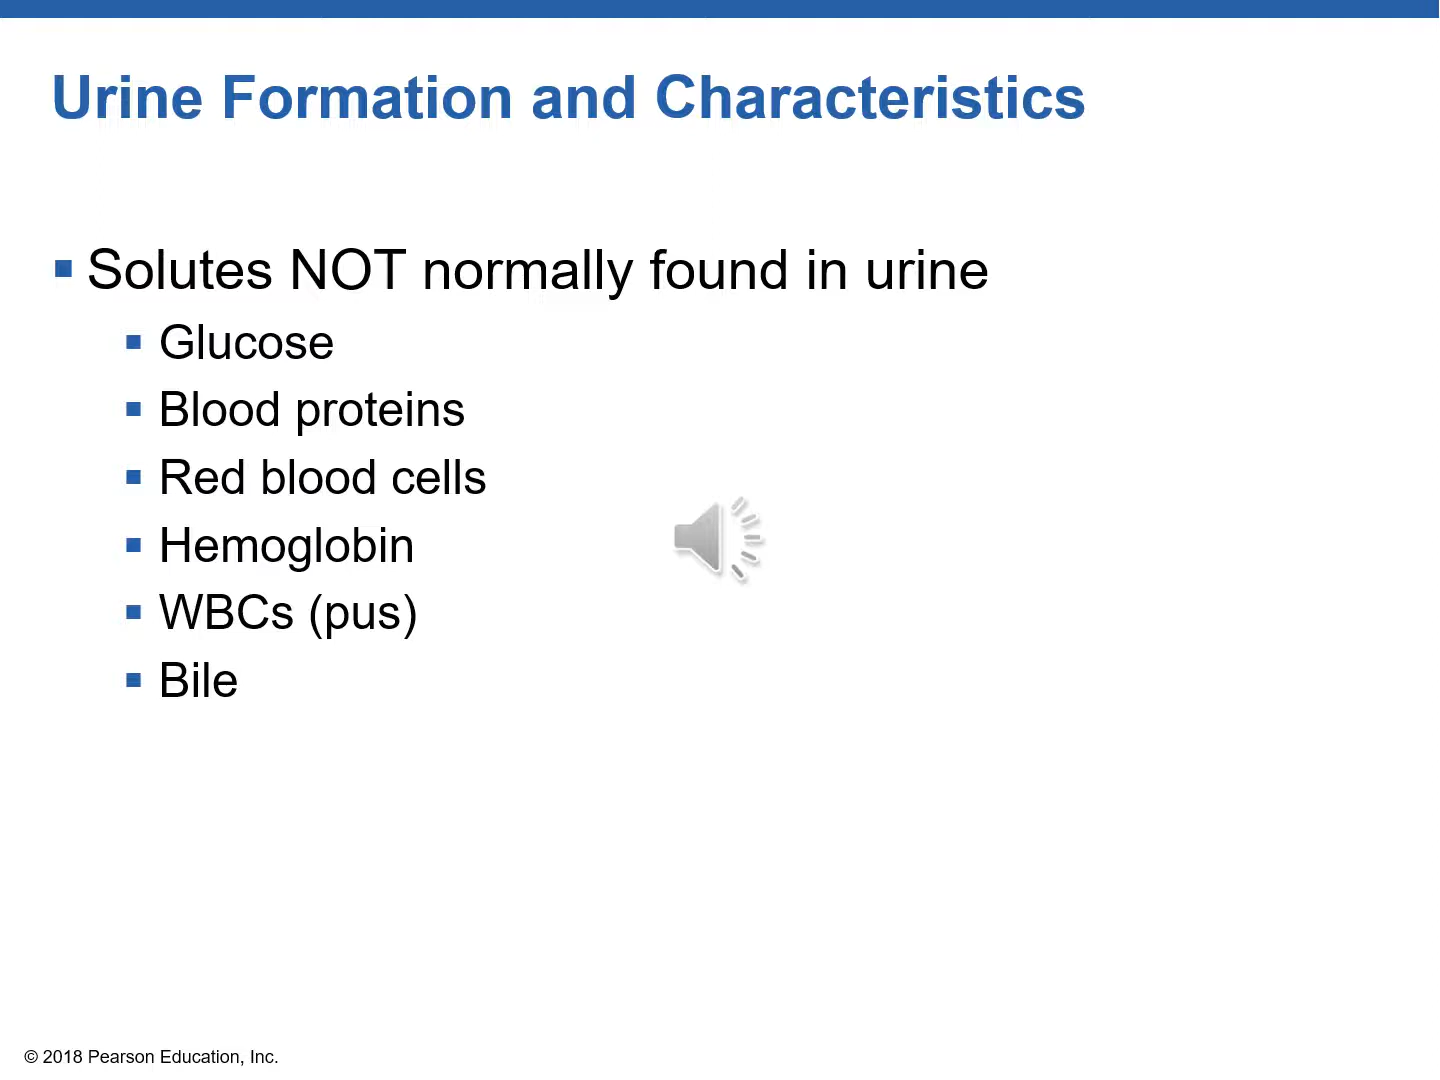 Urine Formation and Characteristics
Solutes NOT normally found in urine
Glucose
Blood proteins
Red blood cells
Hemoglobin
WBCs (pus)
Bile
© 2018 Pearson Education, Inc.